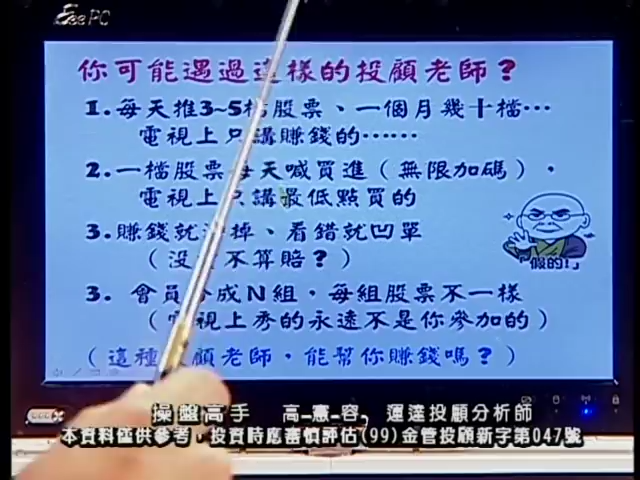 Eee PC
你可能遇過這樣的投顧老師？
1.每天推3~5檔股票、一個月幾十檔…
電視上只講賺錢的……
2.一檔股票每天喊買進（無限加碼），
電視上只講最低點買的
3.賺錢就 掉、看錯就凹單
（沒 不算賠？）
「假的!」
3. 會員分成N組，每組股票不一樣
（電視上秀的永遠不是你參加的）
（這種投顧老師，能幫你賺錢嗎？）
操盤高手 高-憲-容, 運達投顧分析師
本資料僅供參考，投資時應審慎評估(99)金管投顧新字第047號